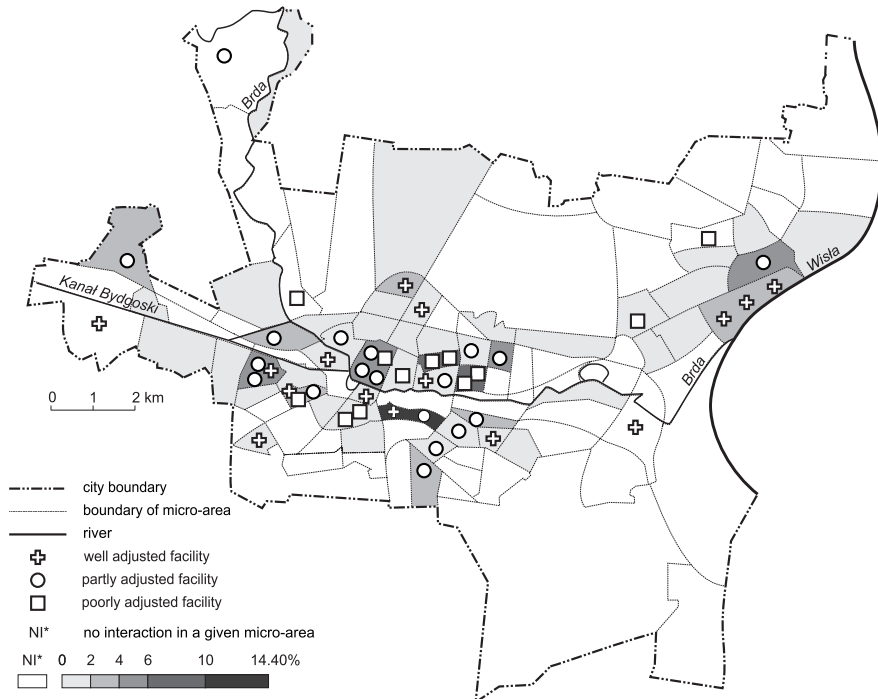 Brda
Kanał Bydgoski
Wisła
Brda
0 1 2 km
city boundary
boundary of micro-area
river
well adjusted facility
partly adjusted facility
poorly adjusted facility
NI* no interaction in a given micro-area
NI* 0 2 4 6 10 14.40%